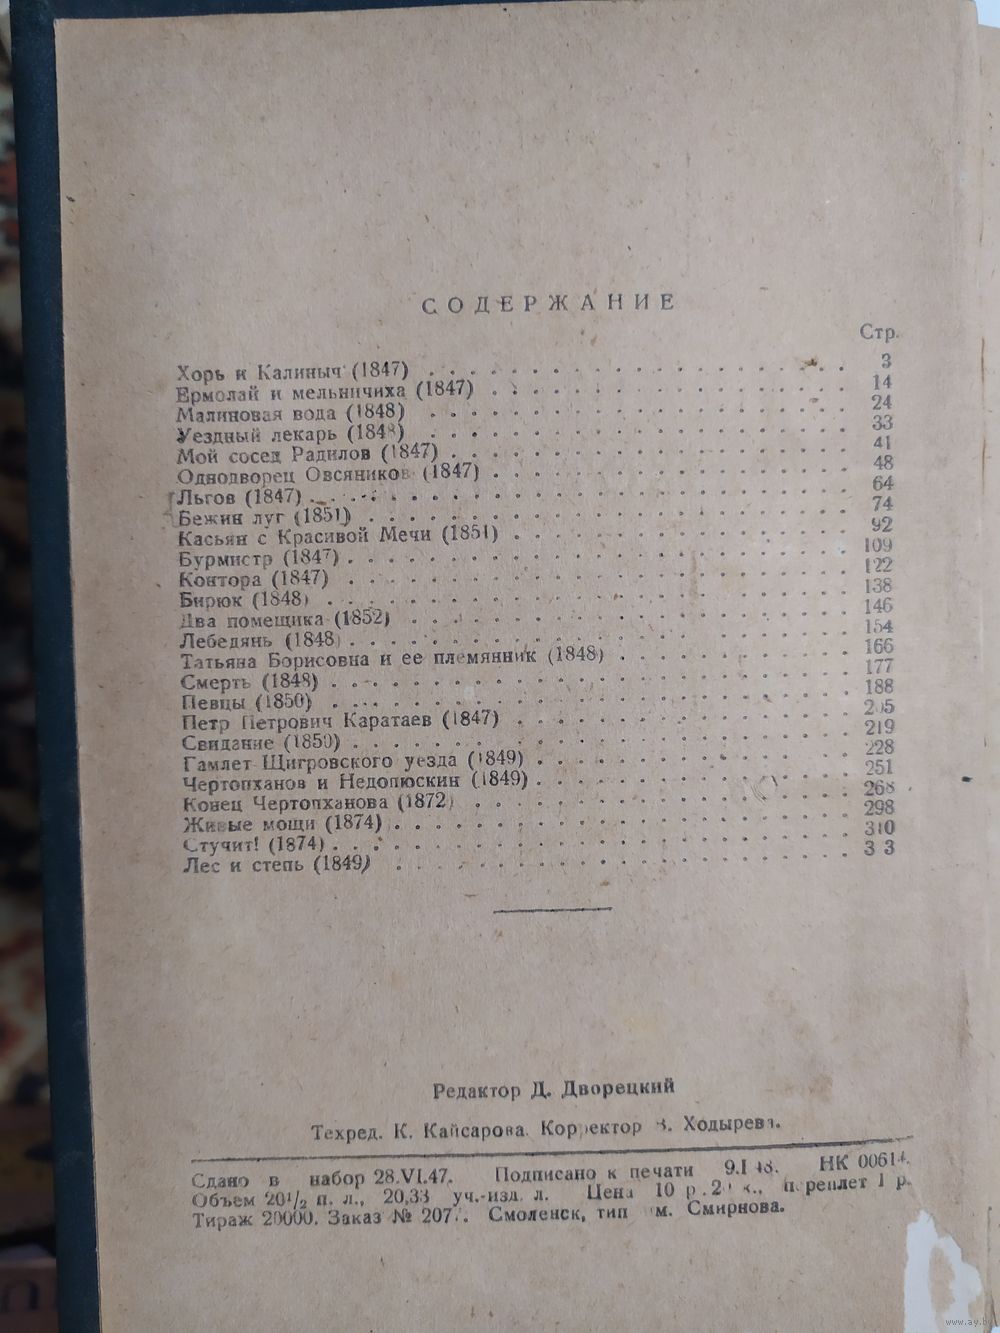 СОДЕРЖАНИЕ
Стр.
Хорь и Калиныч (1847) 3
Ермолай и мельничиха (1847) 14
Малиновая вода (1848) 24
Уездный лекарь (1848) 33
Мой сосед Радилов (1847) 41
Однодворец Овсяников (1847) 48
Льгов (1847) 64
Бежин луг (1851) 74
Касьян с Красивой Мечи (1851) 92
Бурмистр (1847) 109
Контора (1847) 122
Бирюк (1848) 138
Два помещика (1852) 146
Лебедянь (1848) 154
Татьяна Борисовна и ее племянник (1848) 166
Смерть (1848) 177
Певцы (1850) 188
Петр Петрович Каратаев (1847) 205
Свидание (1850) 219
Гамлет Щигровского уезда (1849) 228
Чертопханов и Недопюскин (1849) 251
Конец Чертопханова (1872) 268
Живые мощи (1874) 298
Стучит! (1874) 310
Лес и степь (1849)
Редактор Д. Дворецкий
Техред. К. Кайсарова. Корректор Ходырева.
Сдано в набор 28.VI.47. Подписано к печати НК
Объем 20½ п. л., 20,33 уч.-изд. л. Цена 10 р. переплет 1 р.
Тираж 20000. Заказ № Смоленск, тип им. Смирнова.
www.ay.by